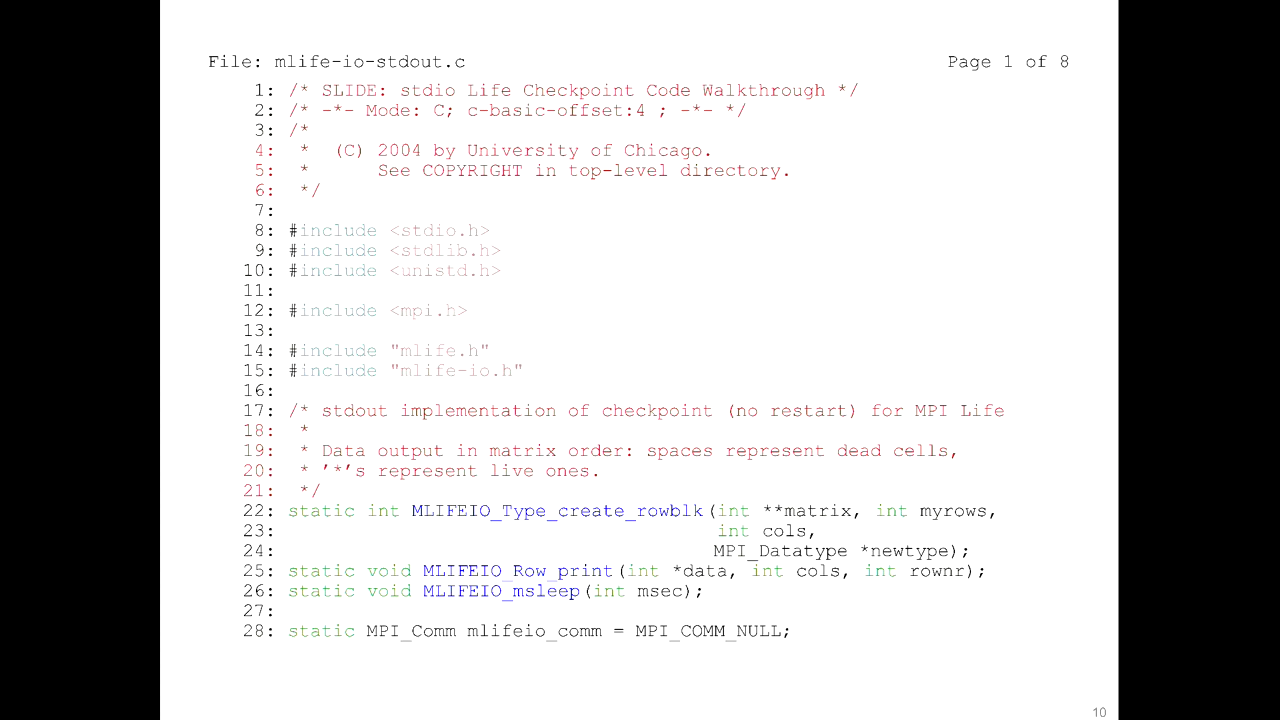 File: mlife-io-stdout.c Page 1 of 8
1: /* SLIDE: stdio Life Checkpoint Code Walkthrough */
2: /* -*- Mode: C; c-basic-offset:4 ; -*- */
3: /*
4:  *  (C) 2004 by University of Chicago.
5:  *      See COPYRIGHT in top-level directory.
6:  */
7:
8: #include <stdio.h>
9: #include <stdlib.h>
10: #include <unistd.h>
11:
12: #include <mpi.h>
13:
14: #include "mlife.h"
15: #include "mlife-io.h"
16:
17: /* stdout implementation of checkpoint (no restart) for MPI Life
18:  *
19:  * Data output in matrix order: spaces represent dead cells,
20:  * '*'s represent live ones.
21:  */
22: static int MLIFEIO_Type_create_rowblk(int **matrix, int myrows,
23:                                       int cols,
24:                                       MPI_Datatype *newtype);
25: static void MLIFEIO_Row_print(int *data, int cols, int rownr);
26: static void MLIFEIO_msleep(int msec);
27:
28: static MPI_Comm mlifeio_comm = MPI_COMM_NULL;
10